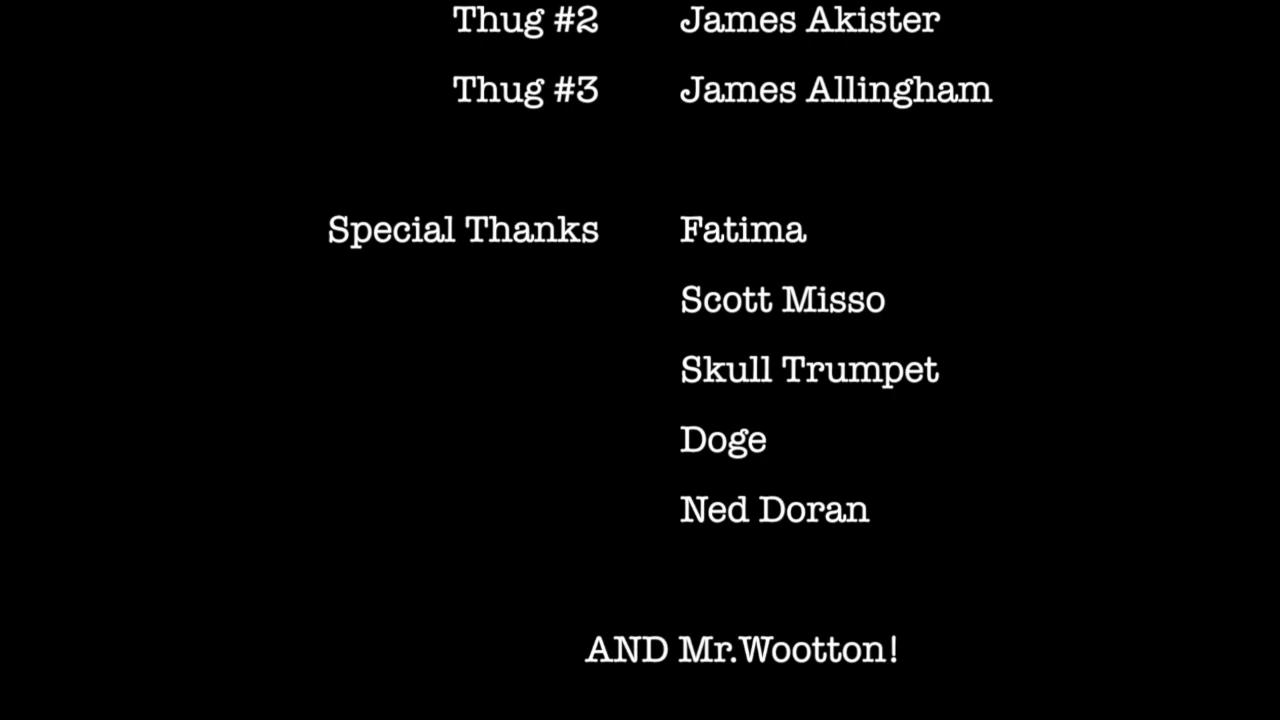 Thug #2 James Akister
Thug #3 James Allingham
Special Thanks Fatima
Scott Misso
Skull Trumpet
Doge
Ned Doran
AND Mr.Wootton!